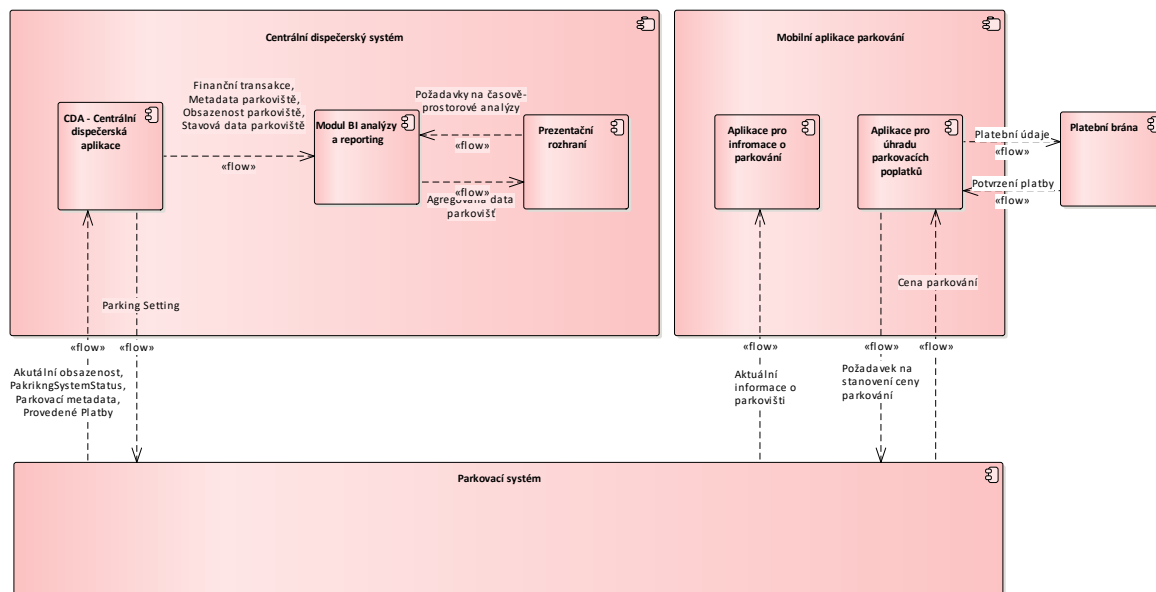 Centrální dispečerský systém
CDA - Centrální
dispečerská
aplikace
Finanční transakce,
Metadata parkoviště,
Obsazenost parkoviště,
Stavová data parkoviště
«flow»
Modul BI analýzy
a reporting
Požadavky na časově-
prostorové analýzy
«flow»
«flow»
Agregovaná data
parkovišť
Prezentační
rozhraní
Parking Setting
«flow»
«flow»
Akutální obsazenost,
PakrikngSystemStatus,
Parkovací metadata,
Provedené Platby
Mobilní aplikace parkování
Aplikace pro
infromace o
parkování
Aplikace pro
úhradu
parkovacích
poplatků
Platební údaje
«flow»
Potvrzení platby
«flow»
Platební brána
Cena parkování
«flow»
«flow»
«flow»
Aktuální
informace o
parkovišti
Požadavek na
stanovení ceny
parkování
Parkovací systém